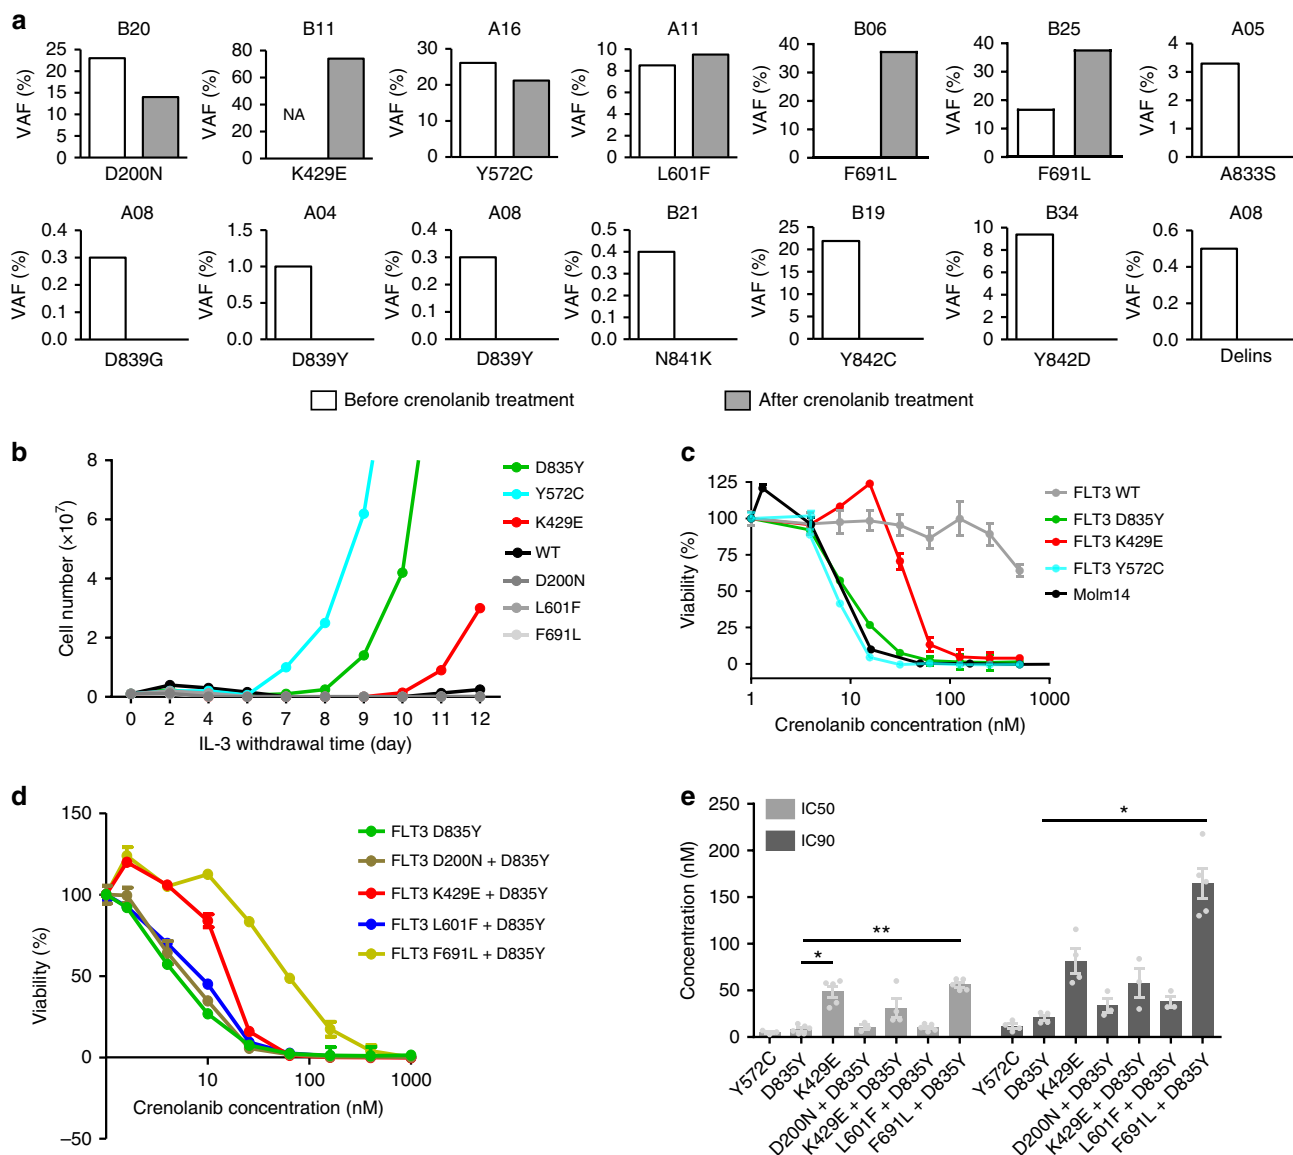 a
B20
B11
A16
A11
B06
B25
A05
VAF (%)
25
20
15
10
5
0
D200N
VAF (%)
80
60
40
20
0
NA
K429E
VAF (%)
30
20
10
0
Y572C
VAF (%)
10
8
6
4
2
0
L601F
VAF (%)
40
30
20
10
0
F691L
VAF (%)
40
30
20
10
0
F691L
VAF (%)
4
3
2
1
0
A833S
A08
A04
A08
B21
B19
B34
A08
VAF (%)
0.4
0.3
0.2
0.1
0.0
D839G
VAF (%)
1.5
1.0
0.5
0.0
D839Y
VAF (%)
0.4
0.3
0.2
0.1
0.0
D839Y
VAF (%)
0.5
0.4
0.3
0.2
0.1
0.0
N841K
VAF (%)
25
20
15
10
5
0
Y842C
VAF (%)
10
8
6
4
2
0
Y842D
VAF (%)
0.6
0.4
0.2
0.0
Delins
Before crenolanib treatment
After crenolanib treatment
b
Cell number (×10⁷)
8
6
4
2
0
0 2 4 6 7 8 9 10 11 12
IL-3 withdrawal time (day)
D835Y
Y572C
K429E
WT
D200N
L601F
F691L
c
Viability (%)
125
100
75
50
25
0
1 10 100 1000
Crenolanib concentration (nM)
FLT3 WT
FLT3 D835Y
FLT3 K429E
FLT3 Y572C
Molm14
d
Viability (%)
150
100
50
0
−50
10 100 1000
Crenolanib concentration (nM)
FLT3 D835Y
FLT3 D200N + D835Y
FLT3 K429E + D835Y
FLT3 L601F + D835Y
FLT3 F691L + D835Y
e
Concentration (nM)
250
200
150
100
50
0
IC50
IC90
*
**
*
Y572C
D835Y
K429E
D200N + D835Y
K429E + D835Y
L601F + D835Y
F691L + D835Y
Y572C
D835Y
K429E
D200N + D835Y
K429E + D835Y
L601F + D835Y
F691L + D835Y